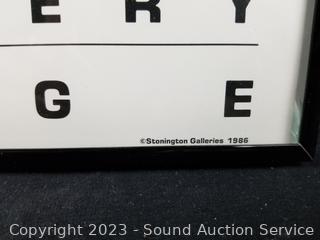 E R Y
G E
©Stonington Galleries 1986
Copyright 2023 - Sound Auction Service